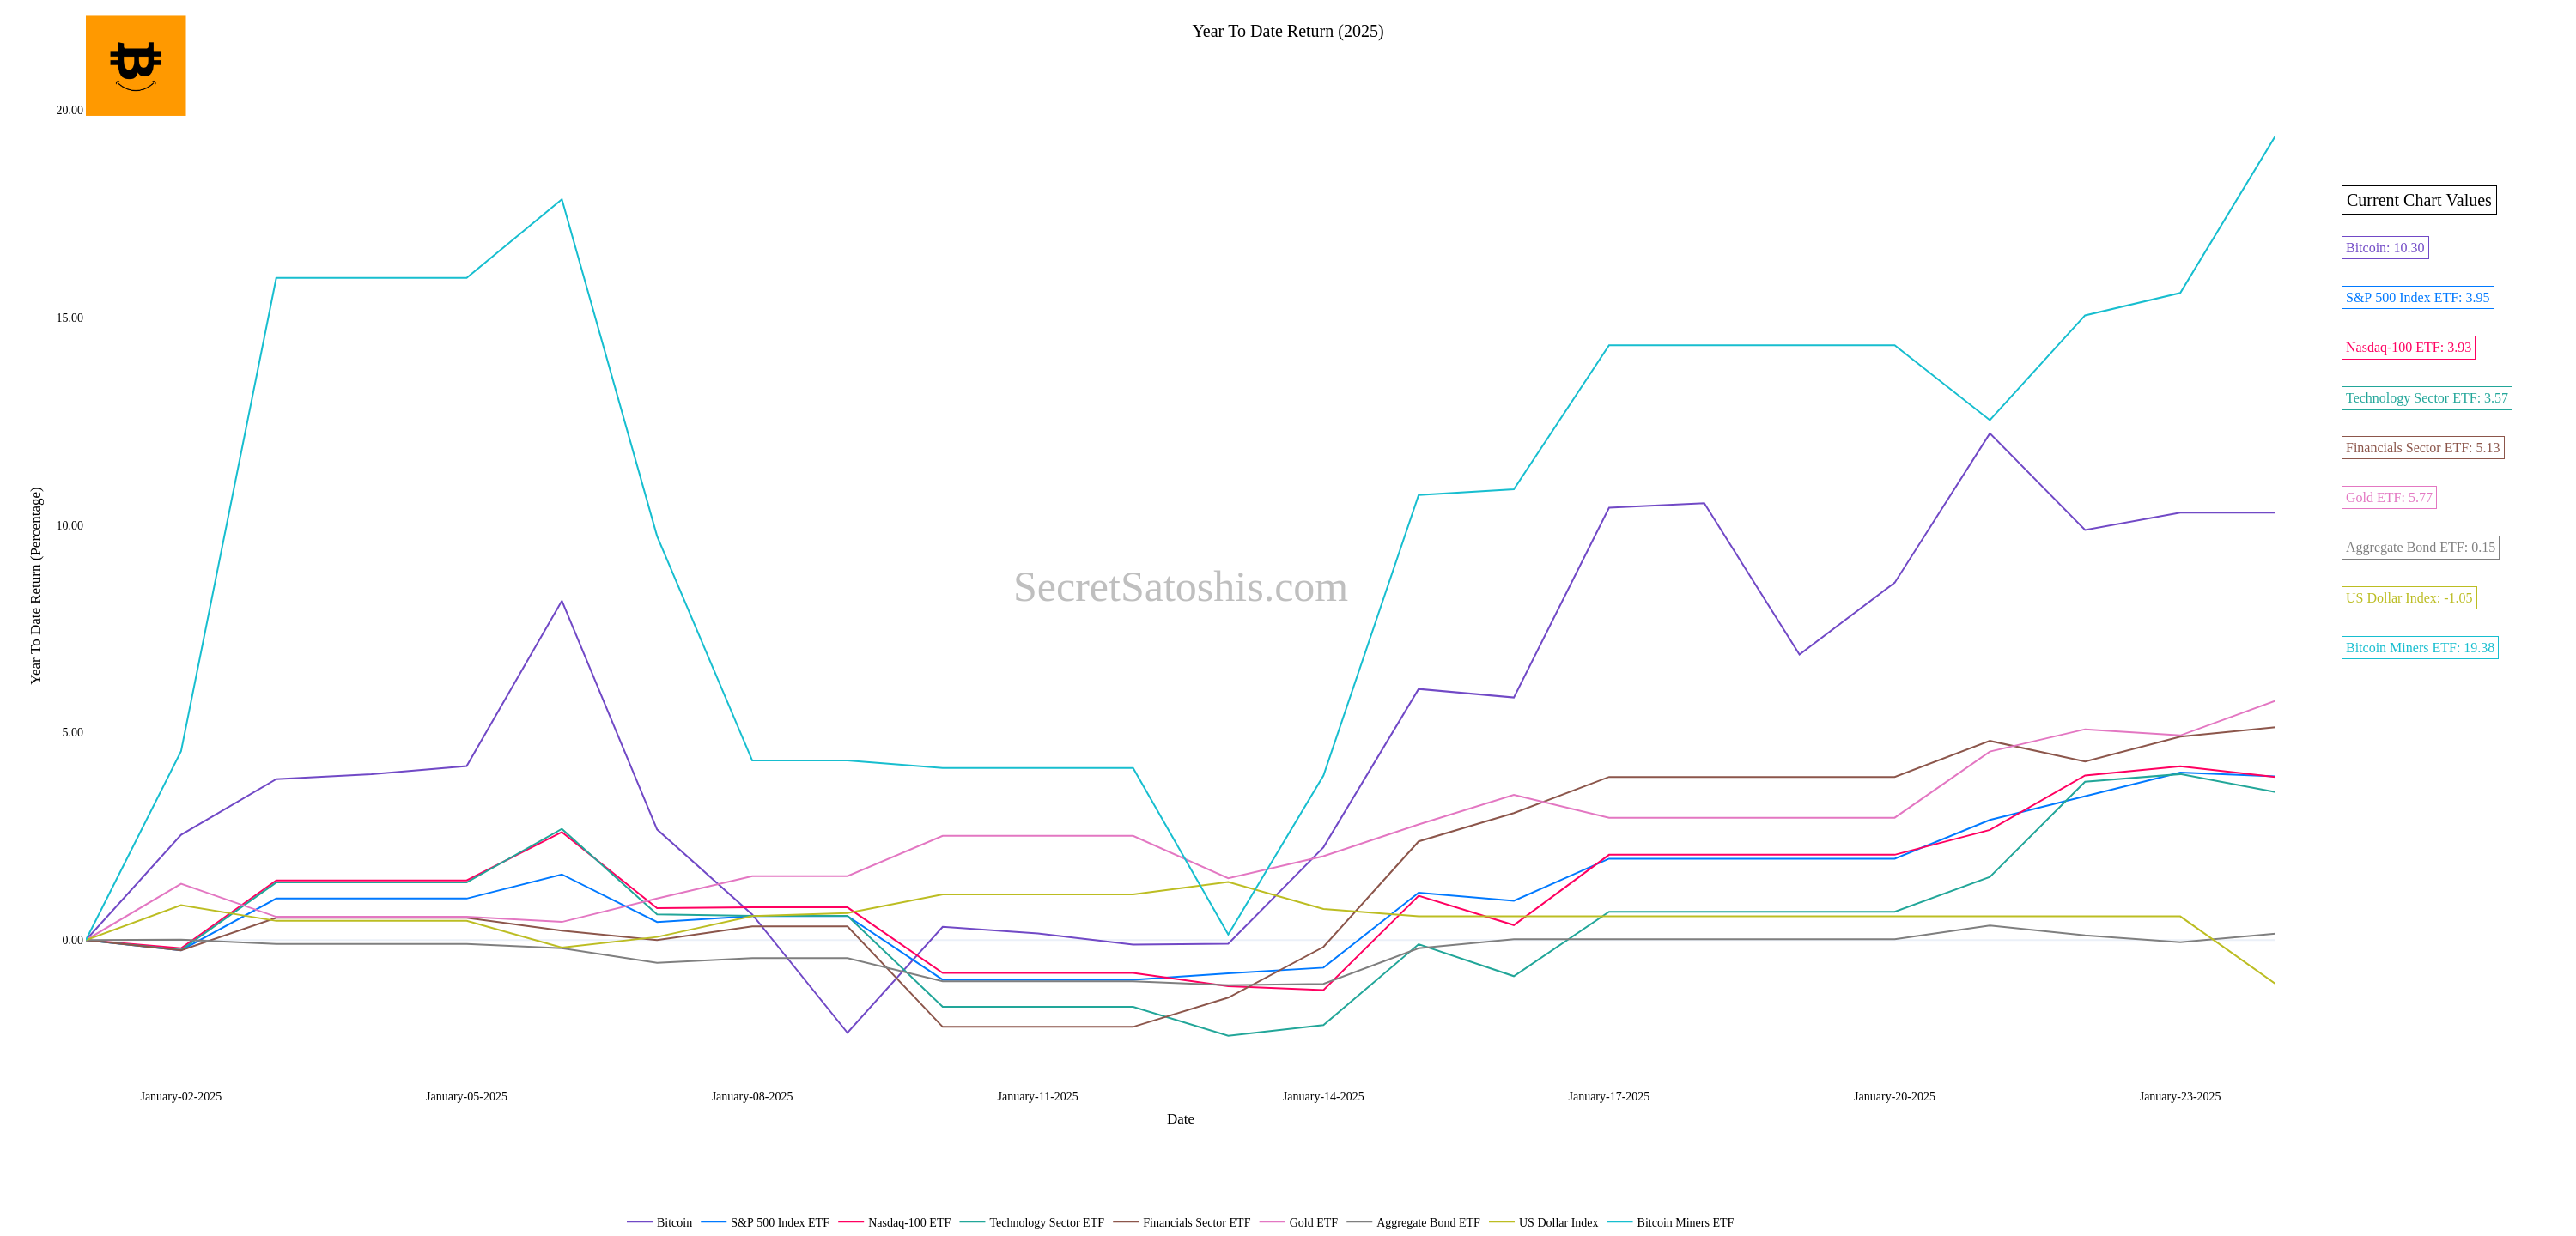 Year To Date Return (2025)
20.00
15.00
10.00
5.00
0.00
Year To Date Return (Percentage)
SecretSatoshis.com
Current Chart Values
Bitcoin: 10.30
S&P 500 Index ETF: 3.95
Nasdaq-100 ETF: 3.93
Technology Sector ETF: 3.57
Financials Sector ETF: 5.13
Gold ETF: 5.77
Aggregate Bond ETF: 0.15
US Dollar Index: -1.05
Bitcoin Miners ETF: 19.38
January-02-2025 January-05-2025 January-08-2025 January-11-2025 January-14-2025 January-17-2025 January-20-2025 January-23-2025
Date
Bitcoin S&P 500 Index ETF Nasdaq-100 ETF Technology Sector ETF Financials Sector ETF Gold ETF Aggregate Bond ETF US Dollar Index Bitcoin Miners ETF